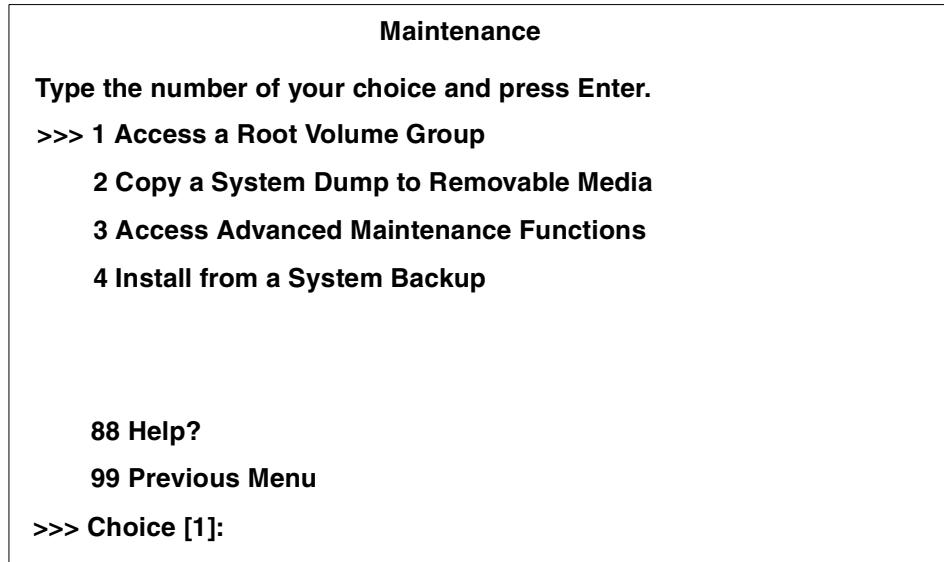 Maintenance
Type the number of your choice and press Enter.
>>> 1 Access a Root Volume Group
2 Copy a System Dump to Removable Media
3 Access Advanced Maintenance Functions
4 Install from a System Backup
88 Help?
99 Previous Menu
>>> Choice [1]: